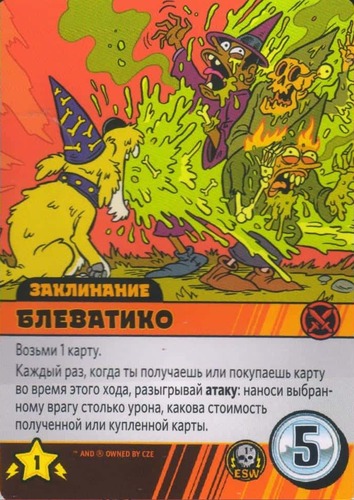 ЗАКЛИНАНИЕ
БЛЕВАТИКО
Возьми 1 карту.
Каждый раз, когда ты получаешь или покупаешь карту
во время этого хода, разыгрывай атаку: наноси выбран-
ному врагу столько урона, какова стоимость
полученной или купленной карты.
1
™ AND ® OWNED BY CZE
ESW
5